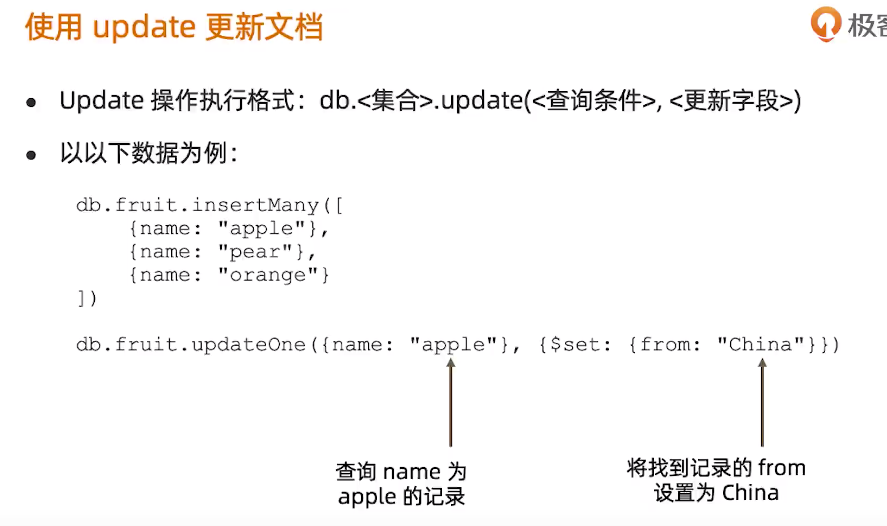 使用 update 更新文档
极客
• Update 操作执行格式：db.<集合>.update(<查询条件>, <更新字段>)
• 以以下数据为例：
db.fruit.insertMany([
{name: "apple"},
{name: "pear"},
{name: "orange"}
])
db.fruit.updateOne({name: "apple"}, {$set: {from: "China"}})
查询 name 为
apple 的记录
将找到记录的 from
设置为 China